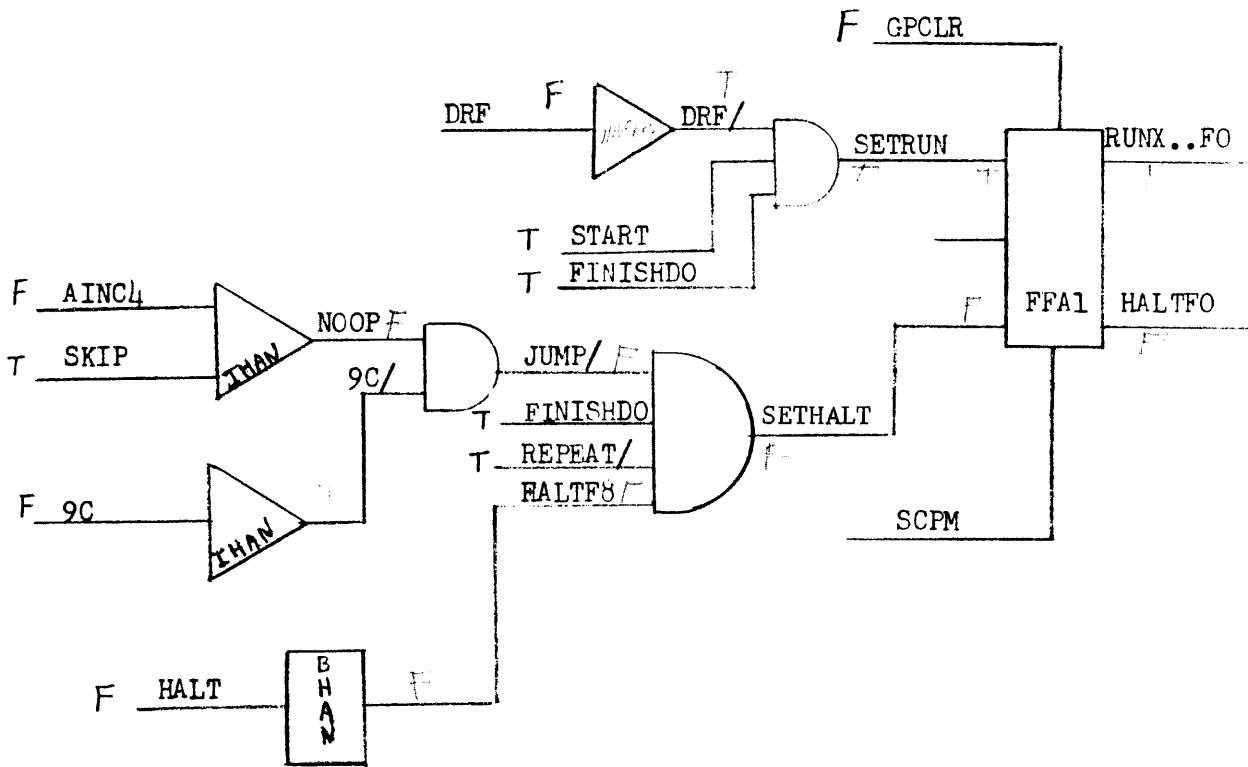 F GPCLR
T
DRF F DRF/
SETRUN RUNX..FO
T T T
T START
T FINISHDO
F AINC4
NOOP F
FFA1 HALTFO
F F
T SKIP IHAN
9C/ JUMP/ F
T FINISHDO SETHALT
T REPEAT/ F
HALTF8 F
F 9C IHAN T
SCPM
F HALT BHAN F